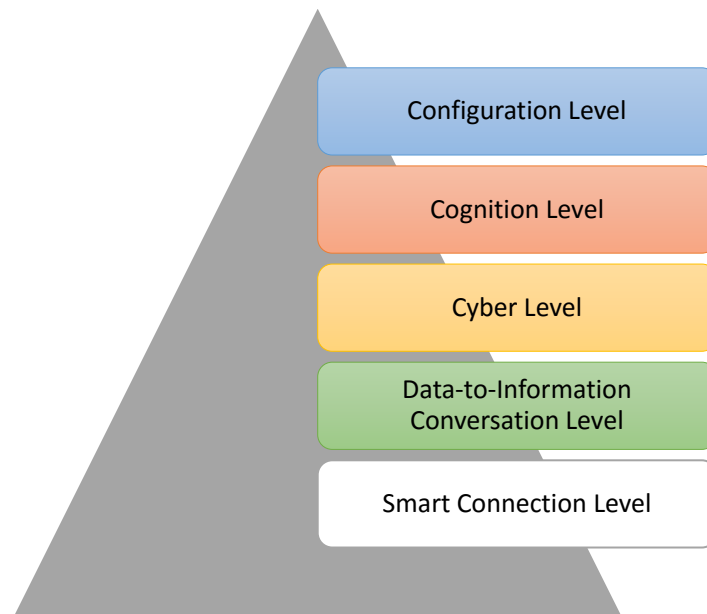 Configuration Level
Cognition Level
Cyber Level
Data-to-Information
Conversation Level
Smart Connection Level